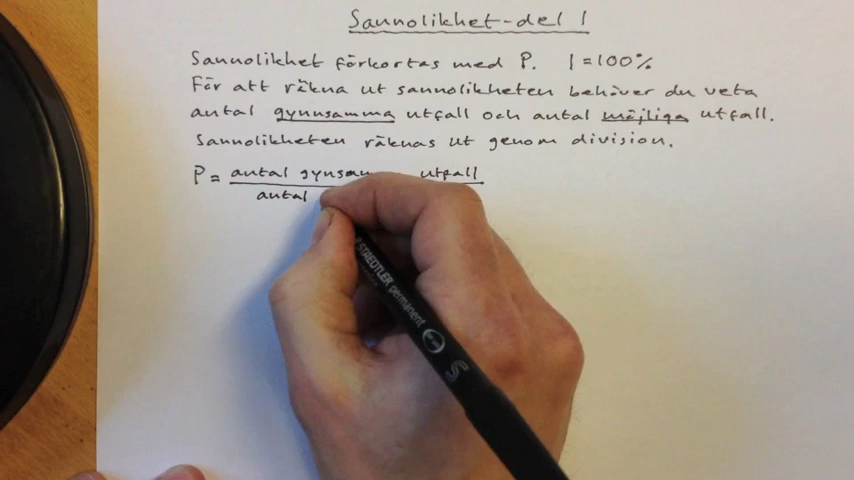 Sannolikhet-del 1
Sannolikhet förkortas med P. 1=100%
För att räkna ut sannolikheten behöver du veta
antal gynnsamma utfall och antal möjliga utfall.
Sannolikheten räknas ut genom division.
P = antal gynsam utfall
antal
STAEDTLER permanent S